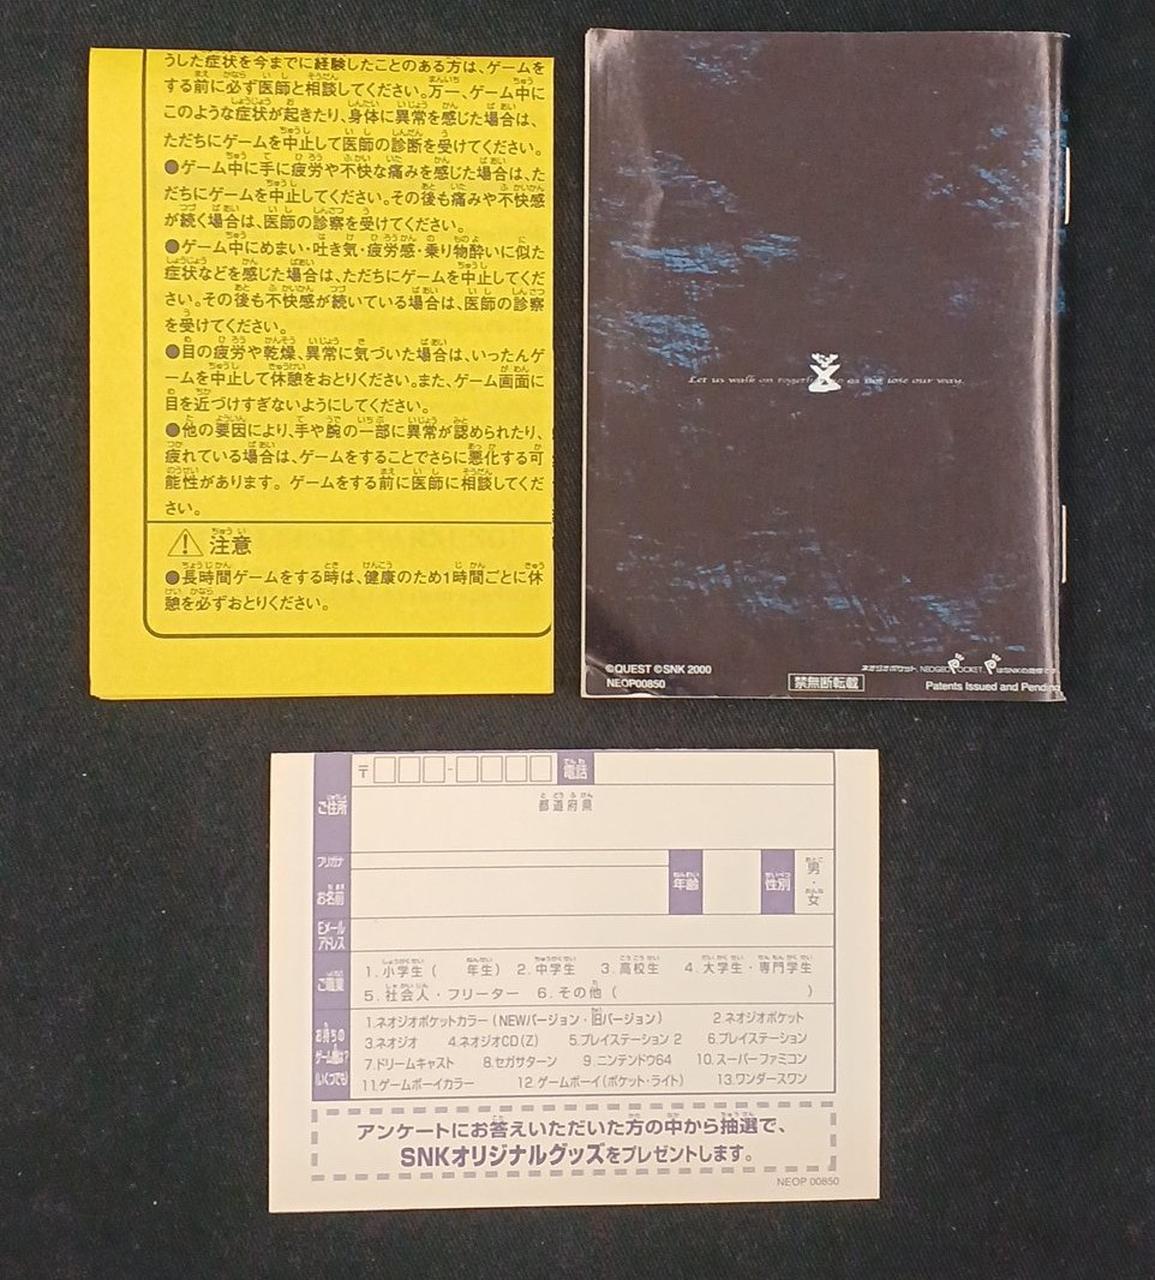 うした症状を今までに経験したことのある方は、ゲームを
する前に必ず医師と相談してください。万一、ゲーム中に
このような症状が起きたり、身体に異常を感じた場合は、
ただちにゲームを中止して医師の診断を受けてください。
●ゲーム中に手に疲労や不快な痛みを感じた場合は、た
だちにゲームを中止してください。その後も痛みや不快感
が続く場合は、医師の診察を受けてください。
●ゲーム中にめまい・吐き気・疲労感・乗り物酔いに似た
症状などを感じた場合は、ただちにゲームを中止してくだ
さい。その後も不快感が続いている場合は、医師の診察
を受けてください。
●目の疲労や乾燥、異常に気づいた場合は、いったんゲ
ームを中止して休憩をおとりください。また、ゲーム画面に
目を近づけすぎないようにしてください。
●他の要因により、手や腕の一部に異常が認められたり、
疲れている場合は、ゲームをすることでさらに悪化する可
能性があります。ゲームをする前に医師に相談してくだ
さい。
注意
●長時間ゲームをする時は、健康のため1時間ごとに休
憩を必ずおとりください。
Let us walk on together so as not lose our way.
©QUEST ©SNK 2000
NEOP00850
禁無断転載
ネオジオポケット、NEOGEO POCKET はSNKの商標です
Patents Issued and Pending
〒 - 電話
ご住所
都道府県
フリガナ
お名前
年齢
性別
男・女
Eメール
アドレス
ご職業
1.小学生( 年生) 2.中学生 3.高校生 4.大学生・専門学生
5.社会人・フリーター 6.その他( )
お持ちの
ゲーム機は?
(いくつでも)
1.ネオジオポケットカラー(NEWバージョン・旧バージョン) 2.ネオジオポケット
3.ネオジオ 4.ネオジオCD(Z) 5.プレイステーション2 6.プレイステーション
7.ドリームキャスト 8.セガサターン 9.ニンテンドウ64 10.スーパーファミコン
11.ゲームボーイカラー 12.ゲームボーイ(ポケット・ライト) 13.ワンダースワン
アンケートにお答えいただいた方の中から抽選で、
SNKオリジナルグッズをプレゼントします。
NEOP 00850